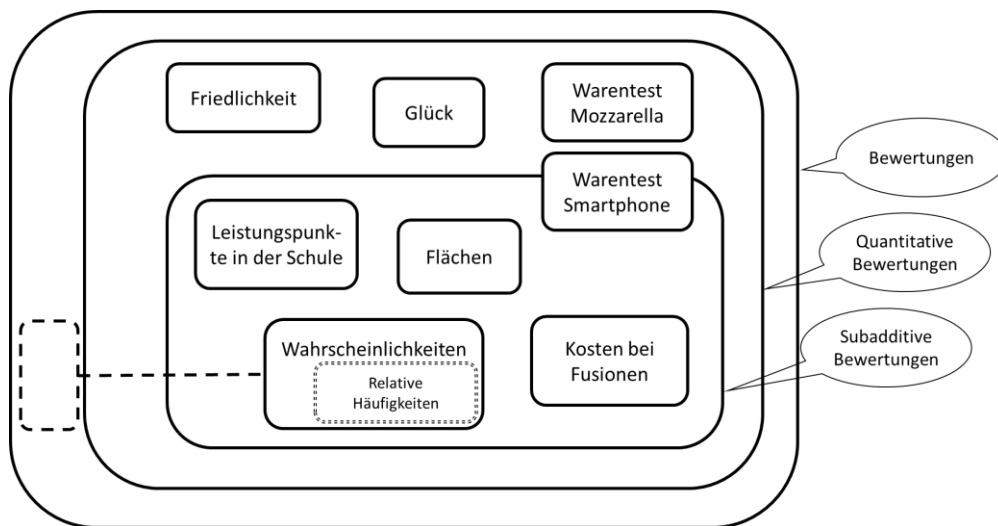 Friedlichkeit
Glück
Warentest
Mozzarella
Bewertungen
Warentest
Smartphone
Leistungspunk-
te in der Schule
Flächen
Quantitative
Bewertungen
Wahrscheinlichkeiten
Relative
Häufigkeiten
Kosten bei
Fusionen
Subadditive
Bewertungen